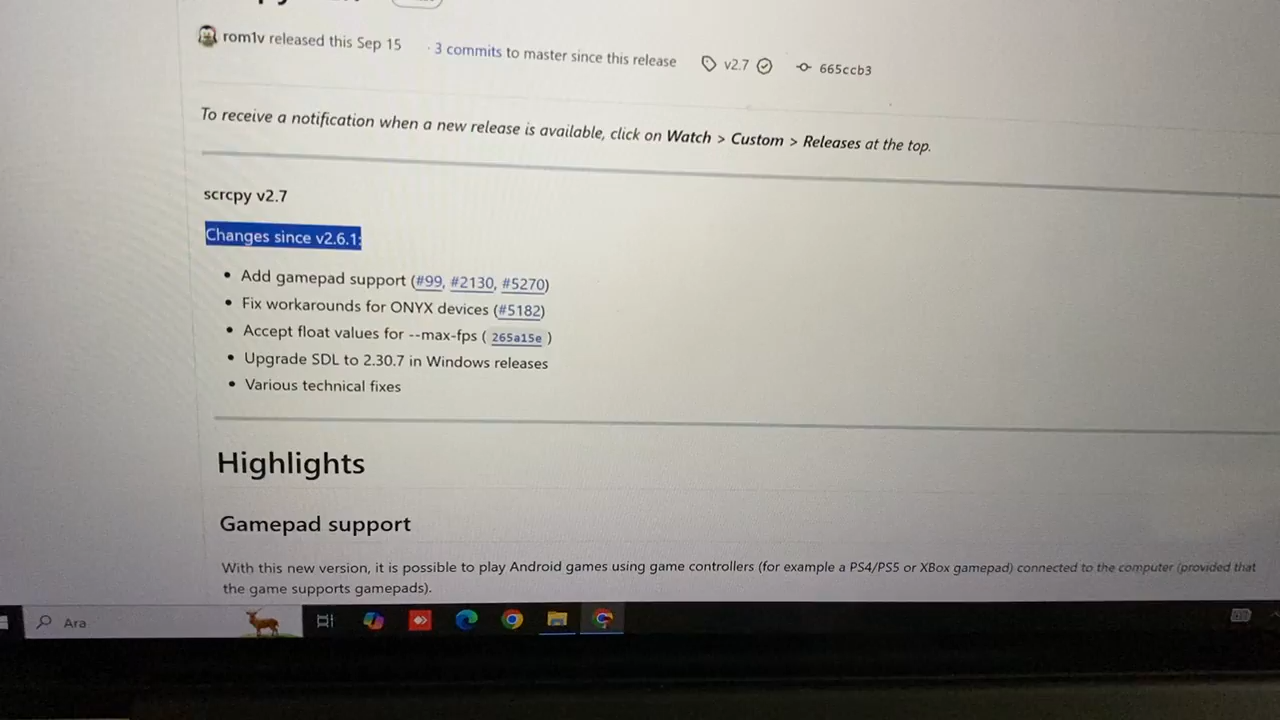 rom1v released this Sep 15 · 3 commits to master since this release v2.7 665ccb3
To receive a notification when a new release is available, click on Watch > Custom > Releases at the top.
scrcpy v2.7
Changes since v2.6.1:
• Add gamepad support (#99, #2130, #5270)
• Fix workarounds for ONYX devices (#5182)
• Accept float values for --max-fps ( 265a15e )
• Upgrade SDL to 2.30.7 in Windows releases
• Various technical fixes
Highlights
Gamepad support
With this new version, it is possible to play Android games using game controllers (for example a PS4/PS5 or XBox gamepad) connected to the computer (provided that
the game supports gamepads).
Ara